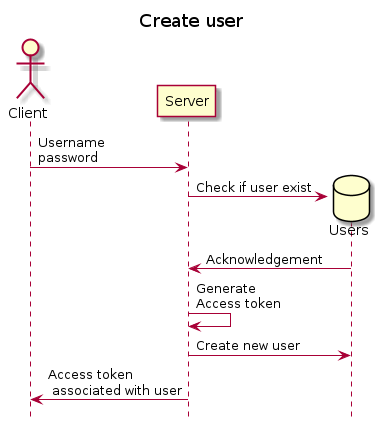 Create user
Client
Server
Username
password
Check if user exist
Users
Acknowledgement
Generate
Access token
Create new user
Access token
associated with user